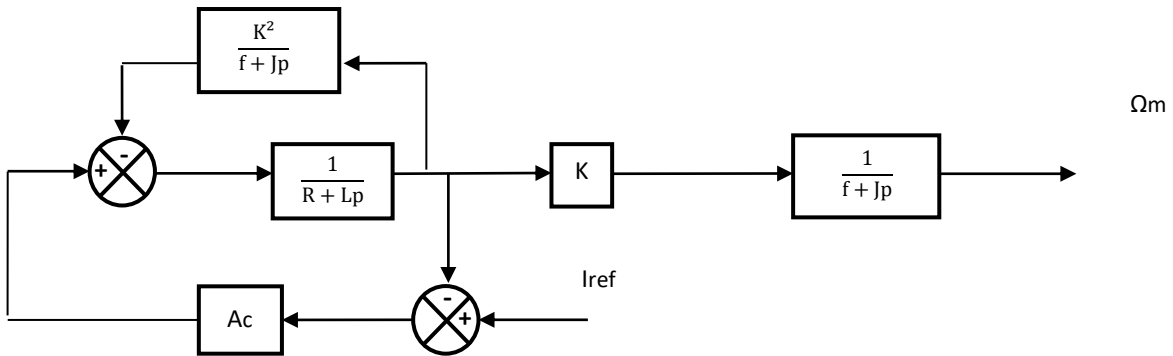 K²
f + Jp
Ωm
-
+
1
R + Lp
K
1
f + Jp
Iref
-
+
Ac